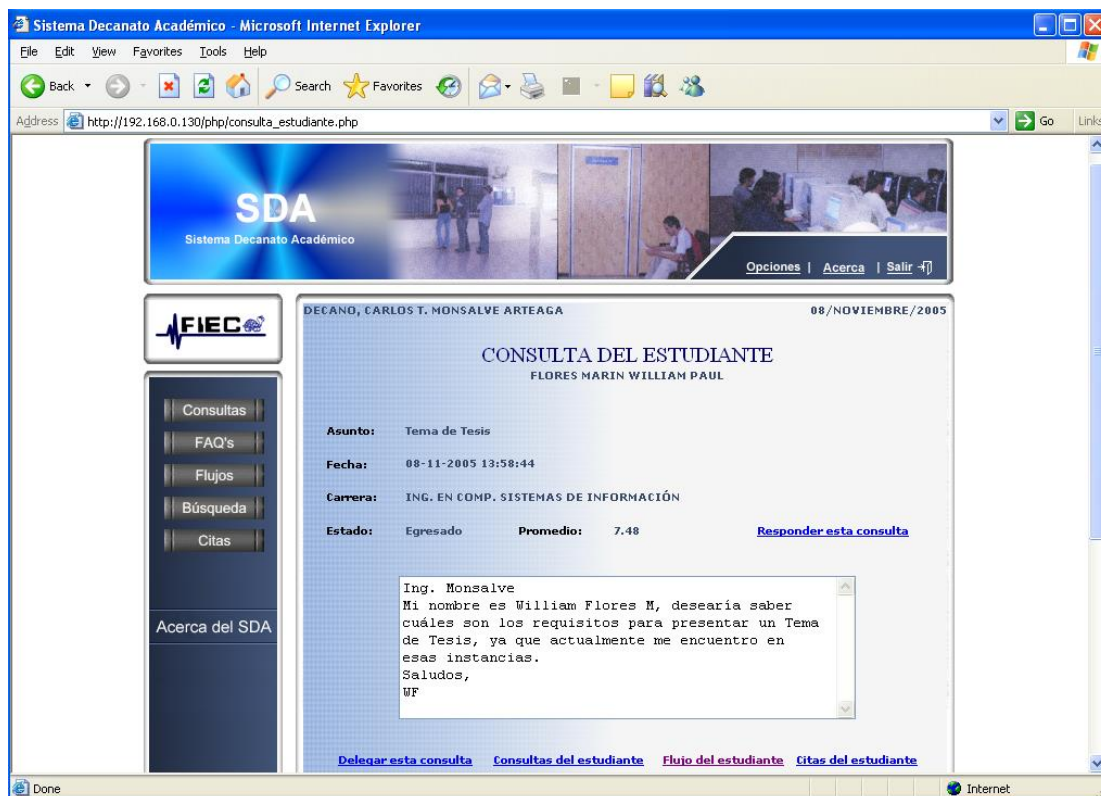 Sistema Decanato Académico - Microsoft Internet Explorer
File Edit View Favorites Tools Help
Back Search Favorites
Address http://192.168.0.130/php/consulta_estudiante.php Go Links
SDA
Sistema Decanato Académico
Opciones | Acerca | Salir
FIEC
DECANO, CARLOS T. MONSALVE ARTEAGA 08/NOVIEMBRE/2005
CONSULTA DEL ESTUDIANTE
FLORES MARIN WILLIAM PAUL
Consultas
FAQ's
Flujos
Búsqueda
Citas
Acerca del SDA
Asunto: Tema de Tesis
Fecha: 08-11-2005 13:58:44
Carrera: ING. EN COMP. SISTEMAS DE INFORMACIÓN
Estado: Egresado Promedio: 7.48 Responder esta consulta
Ing. Monsalve
Mi nombre es William Flores M, desearía saber
cuáles son los requisitos para presentar un Tema
de Tesis, ya que actualmente me encuentro en
esas instancias.
Saludos,
WF
Delegar esta consulta Consultas del estudiante Flujo del estudiante Citas del estudiante
Done Internet